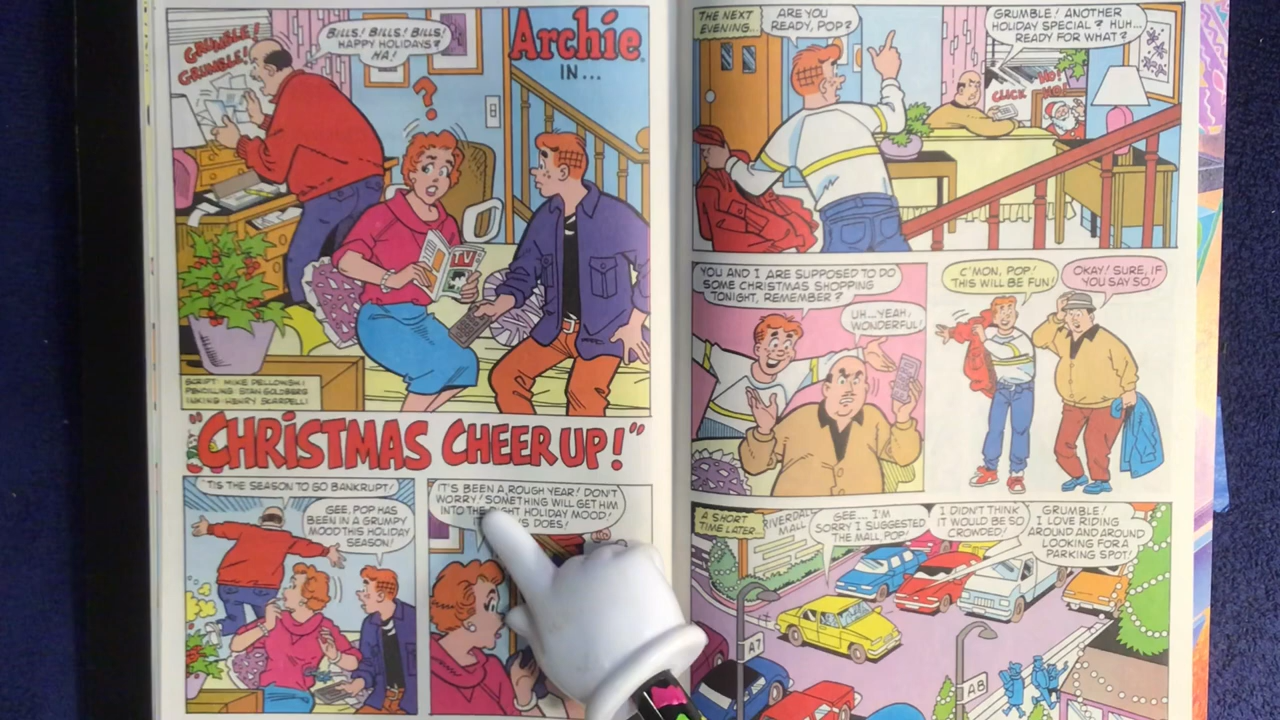 GRUMBLE!
GRUMBLE!
BILLS! BILLS! BILLS!
HAPPY HOLIDAYS?
HA!
Archie
IN...
?
TV
SCRIPT: MIKE PELLOWSKI
PENCILING: STAN GOLDBERG
INKING: HENRY SCARPELLI
"CHRISTMAS CHEER UP!"
'TIS THE SEASON TO GO BANKRUPT!
GEE, POP HAS
BEEN IN A GRUMPY
MOOD THIS HOLIDAY
SEASON!
IT'S BEEN A ROUGH YEAR! DON'T
WORRY! SOMETHING WILL GET HIM
INTO THE RIGHT HOLIDAY MOOD!
DOES!
THE NEXT
EVENING...
ARE YOU
READY, POP?
GRUMBLE! ANOTHER
HOLIDAY SPECIAL? HUH...
READY FOR WHAT?
CLICK
HO!
HO!
YOU AND I ARE SUPPOSED TO DO
SOME CHRISTMAS SHOPPING
TONIGHT, REMEMBER?
UH...YEAH,
WONDERFUL!
C'MON, POP!
THIS WILL BE FUN!
OKAY! SURE, IF
YOU SAY SO!
A SHORT
TIME LATER...
RIVERDALE
MALL
GEE.... I'M
SORRY I SUGGESTED
THE MALL, POP!
I DIDN'T THINK
IT WOULD BE SO
CROWDED!
GRUMBLE!
I LOVE RIDING
AROUND AND AROUND
LOOKING FOR A
PARKING SPOT!
A7
A8